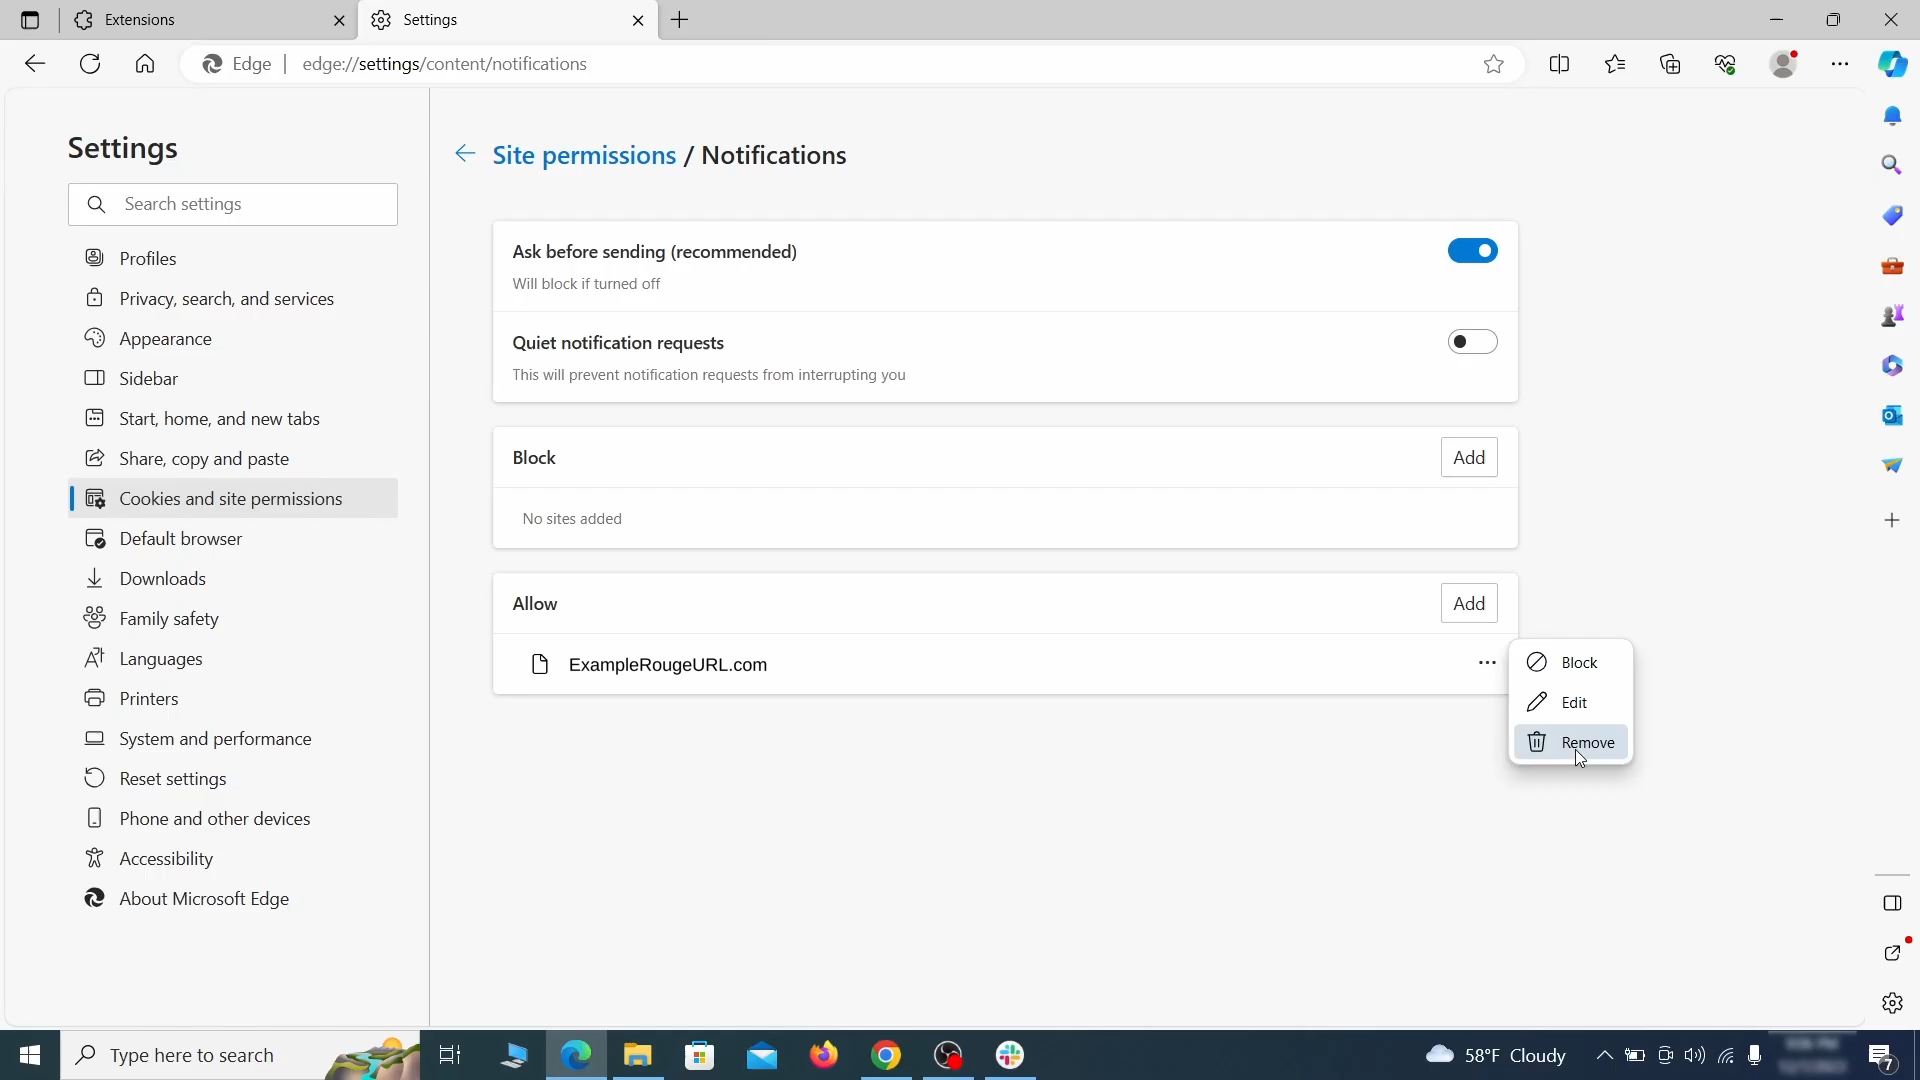 Extensions
Settings
Edge
edge://settings/content/notifications
Settings
Search settings
Profiles
Privacy, search, and services
Appearance
Sidebar
Start, home, and new tabs
Share, copy and paste
Cookies and site permissions
Default browser
Downloads
Family safety
Languages
Printers
System and performance
Reset settings
Phone and other devices
Accessibility
About Microsoft Edge
Site permissions / Notifications
Ask before sending (recommended)
Will block if turned off
Quiet notification requests
This will prevent notification requests from interrupting you
Block
Add
No sites added
Allow
Add
ExampleRougeURL.com
Block
Edit
Remove
Type here to search
58°F Cloudy
7